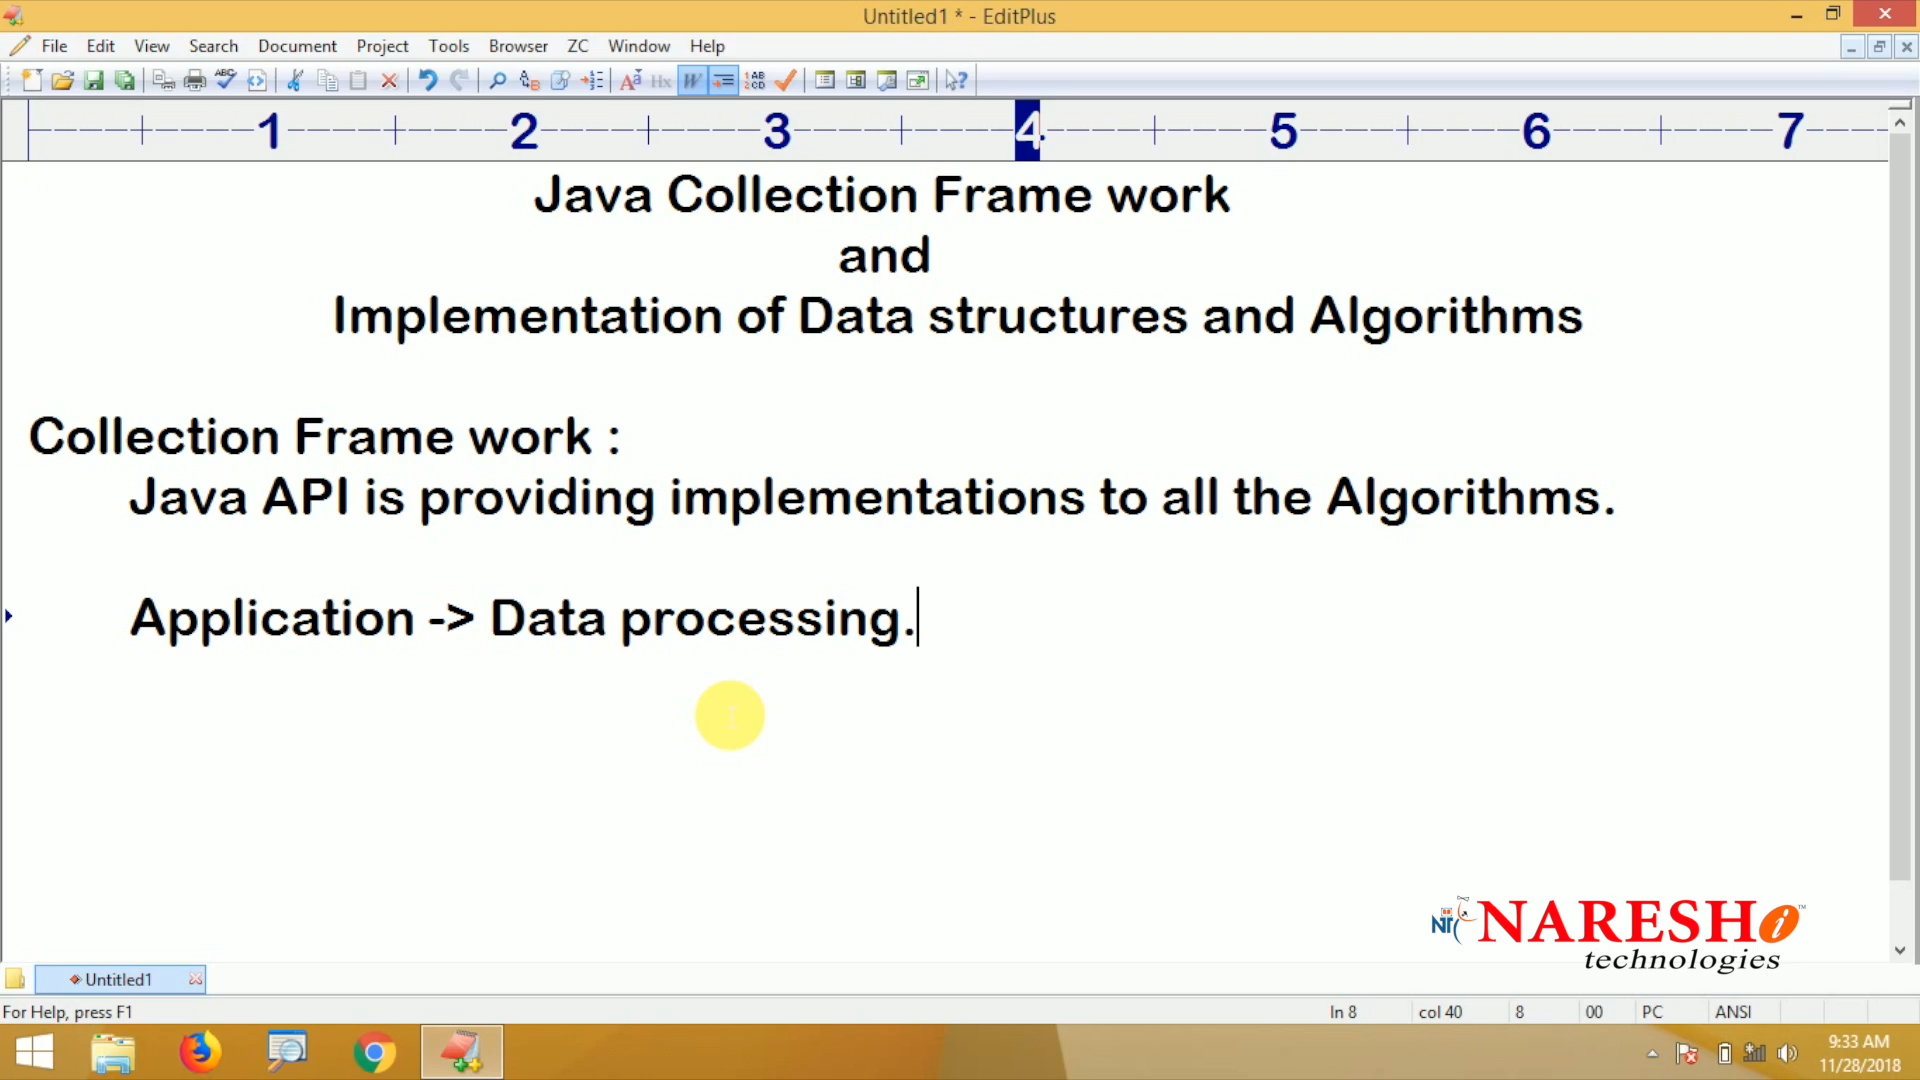 Untitled1 * - EditPlus
File Edit View Search Document Project Tools Browser ZC Window Help
1 2 3 4 5 6 7
Java Collection Frame work
and
Implementation of Data structures and Algorithms
Collection Frame work :
Java API is providing implementations to all the Algorithms.
Application -> Data processing.
NARESH i ™
technologies
Untitled1
For Help, press F1 ln 8 col 40 8 00 PC ANSI
9:33 AM
11/28/2018